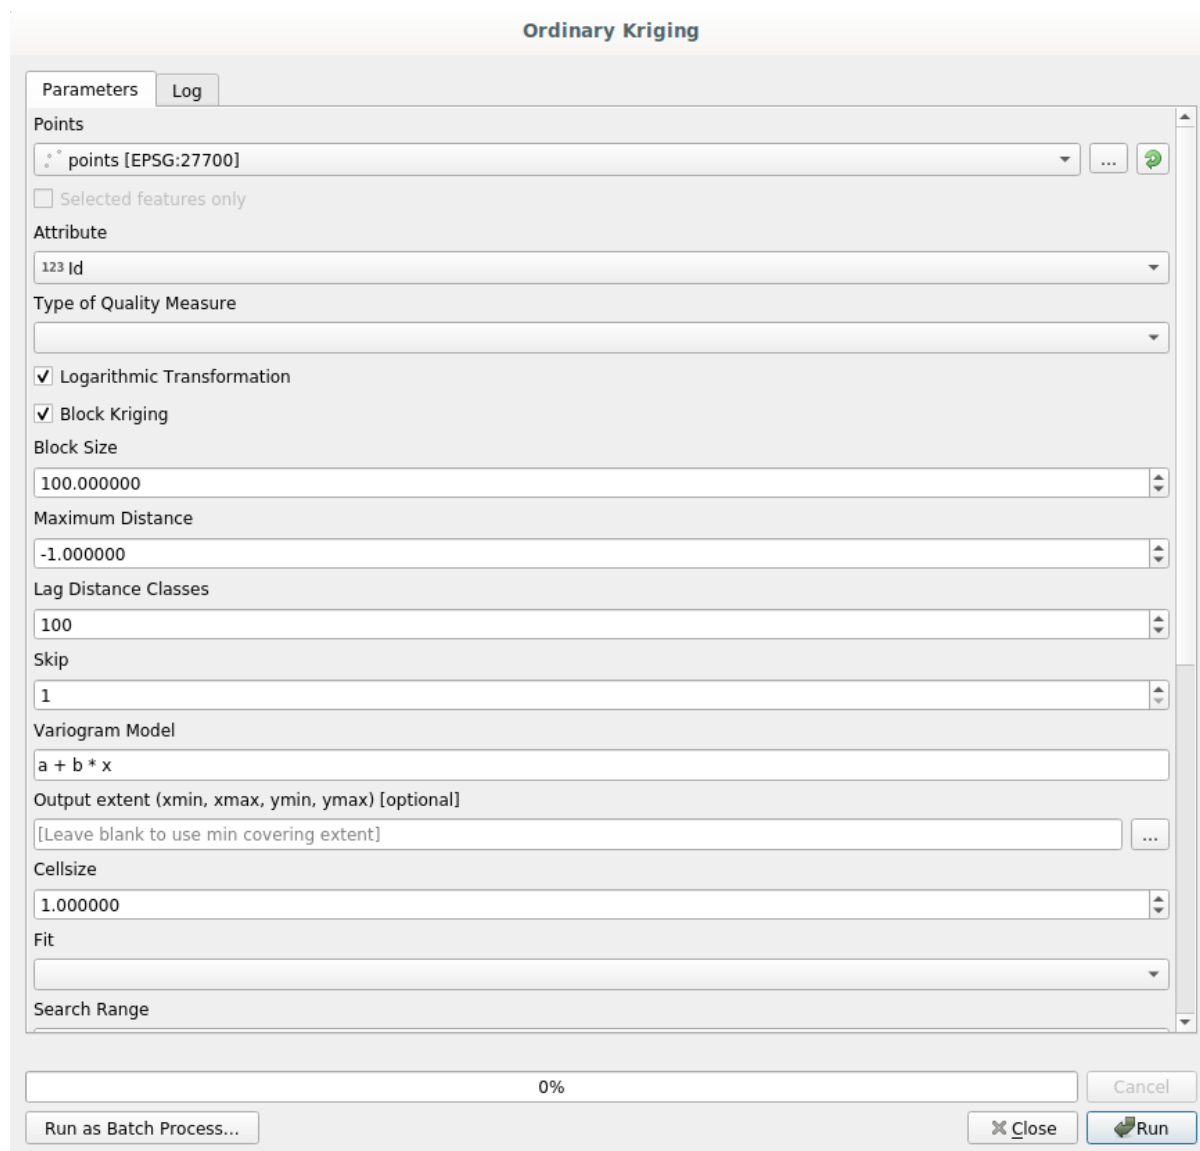 Ordinary Kriging
Parameters Log
Points
points [EPSG:27700] ...
Selected features only
Attribute
123 Id
Type of Quality Measure
Logarithmic Transformation
Block Kriging
Block Size
100.000000
Maximum Distance
-1.000000
Lag Distance Classes
100
Skip
1
Variogram Model
a + b * x
Output extent (xmin, xmax, ymin, ymax) [optional]
[Leave blank to use min covering extent] ...
Cellsize
1.000000
Fit
Search Range
0% Cancel
Run as Batch Process... Close Run